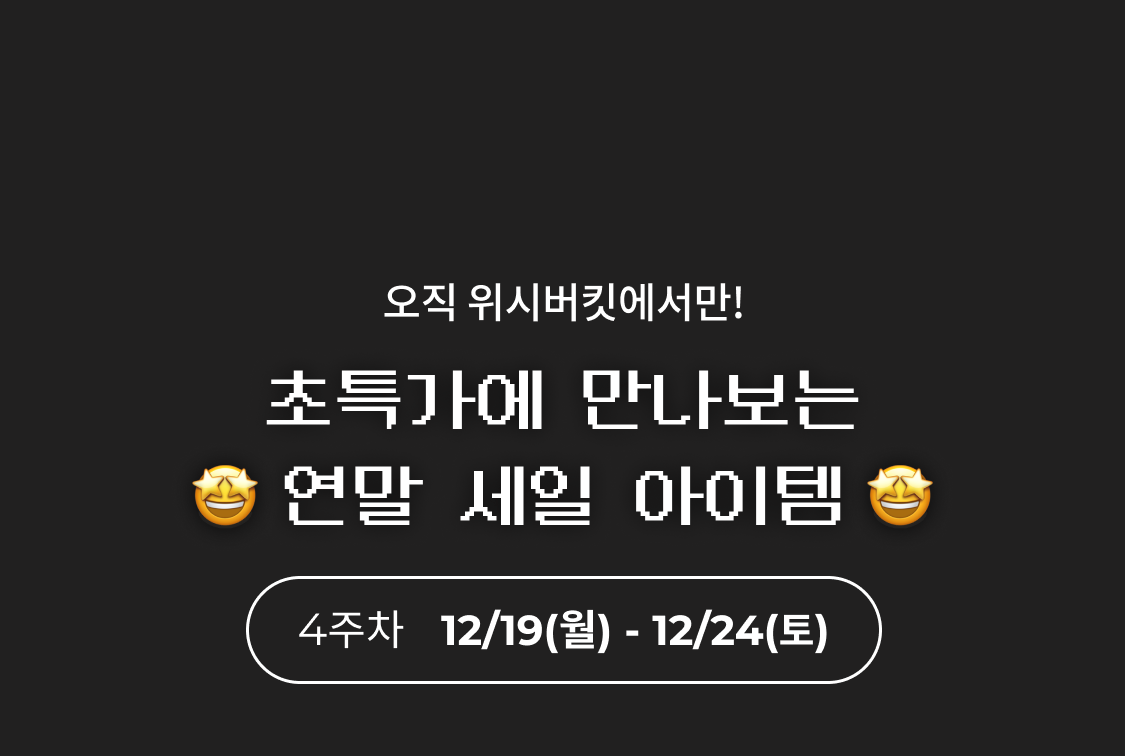 오직 위시버킷에서만!
초특가에 만나보는
🤩 연말 세일 아이템 🤩
4주차 12/19(월) - 12/24(토)